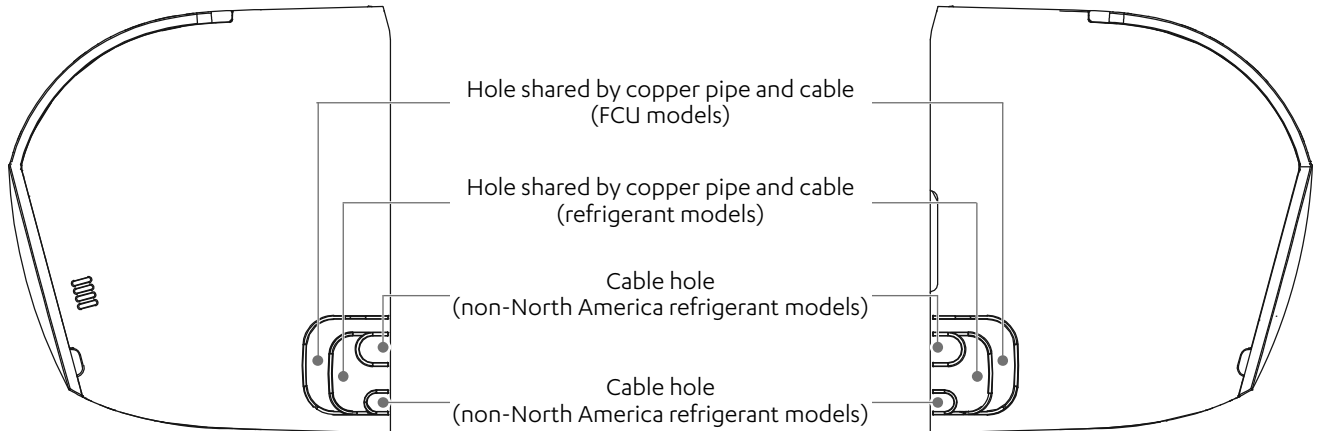 Hole shared by copper pipe and cable
(FCU models)
Hole shared by copper pipe and cable
(refrigerant models)
Cable hole
(non-North America refrigerant models)
Cable hole
(non-North America refrigerant models)